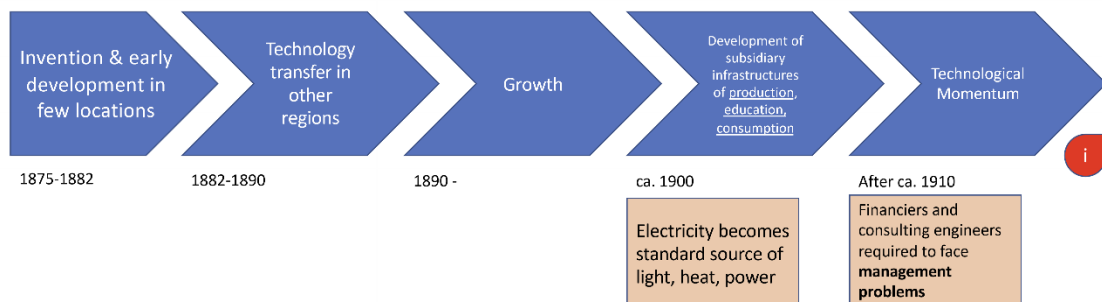 Invention & early
development in
few locations
Technology
transfer in
other
regions
Growth
Development of
subsidiary
infrastructures
of production,
education,
consumption
Technological
Momentum
i
1875-1882
1882-1890
1890 -
ca. 1900
After ca. 1910
Electricity becomes
standard source of
light, heat, power
Financiers and
consulting engineers
required to face
management
problems